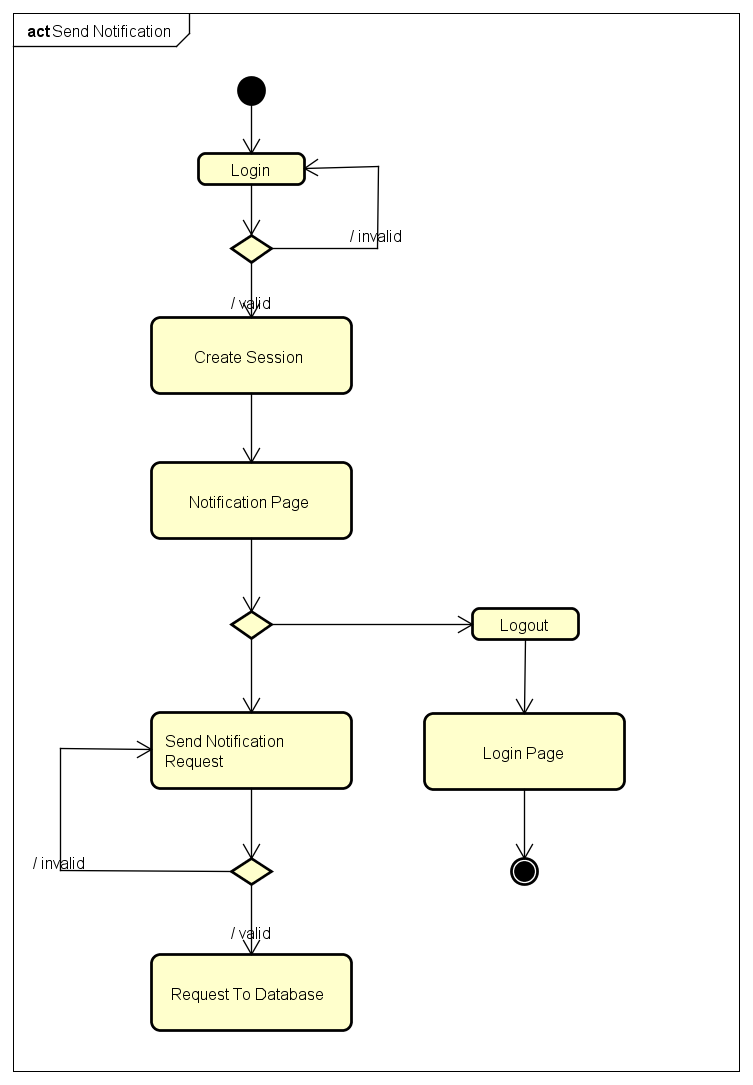 act Send Notification
Login
/ invalid
/ valid
Create Session
Notification Page
Logout
Send Notification
Request
Login Page
/ invalid
/ valid
Request To Database